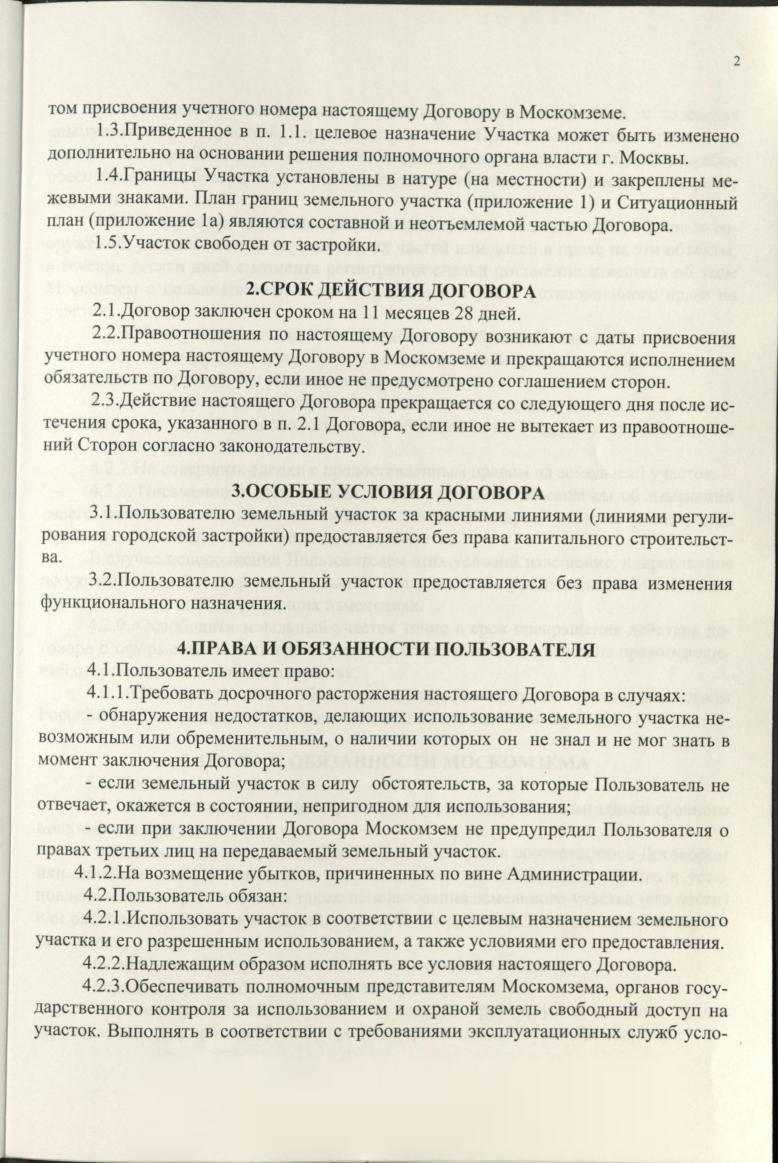 2
том присвоения учетного номера настоящему Договору в Москомземе.
1.3.Приведенное в п. 1.1. целевое назначение Участка может быть изменено
дополнительно на основании решения полномочного органа власти г. Москвы.
1.4.Границы Участка установлены в натуре (на местности) и закреплены ме-
жевыми знаками. План границ земельного участка (приложение 1) и Ситуационный
план (приложение 1а) являются составной и неотъемлемой частью Договора.
1.5.Участок свободен от застройки.
2.СРОК ДЕЙСТВИЯ ДОГОВОРА
2.1.Договор заключен сроком на 11 месяцев 28 дней.
2.2.Правоотношения по настоящему Договору возникают с даты присвоения
учетного номера настоящему Договору в Москомземе и прекращаются исполнением
обязательств по Договору, если иное не предусмотрено соглашением сторон.
2.3.Действие настоящего Договора прекращается со следующего дня после ис-
течения срока, указанного в п. 2.1 Договора, если иное не вытекает из правоотноше-
ний Сторон согласно законодательству.
3.ОСОБЫЕ УСЛОВИЯ ДОГОВОРА
3.1.Пользователю земельный участок за красными линиями (линиями регули-
рования городской застройки) предоставляется без права капитального строительст-
ва.
3.2.Пользователю земельный участок предоставляется без права изменения
функционального назначения.
4.ПРАВА И ОБЯЗАННОСТИ ПОЛЬЗОВАТЕЛЯ
4.1.Пользователь имеет право:
4.1.1.Требовать досрочного расторжения настоящего Договора в случаях:
- обнаружения недостатков, делающих использование земельного участка не-
возможным или обременительным, о наличии которых он не знал и не мог знать в
момент заключения Договора;
- если земельный участок в силу обстоятельств, за которые Пользователь не
отвечает, окажется в состоянии, непригодном для использования;
- если при заключении Договора Москомзем не предупредил Пользователя о
правах третьих лиц на передаваемый земельный участок.
4.1.2.На возмещение убытков, причиненных по вине Администрации.
4.2.Пользователь обязан:
4.2.1.Использовать участок в соответствии с целевым назначением земельного
участка и его разрешенным использованием, а также условиями его предоставления.
4.2.2.Надлежащим образом исполнять все условия настоящего Договора.
4.2.3.Обеспечивать полномочным представителям Москомзема, органов госу-
дарственного контроля за использованием и охраной земель свободный доступ на
участок. Выполнять в соответствии с требованиями эксплуатационных служб усло-